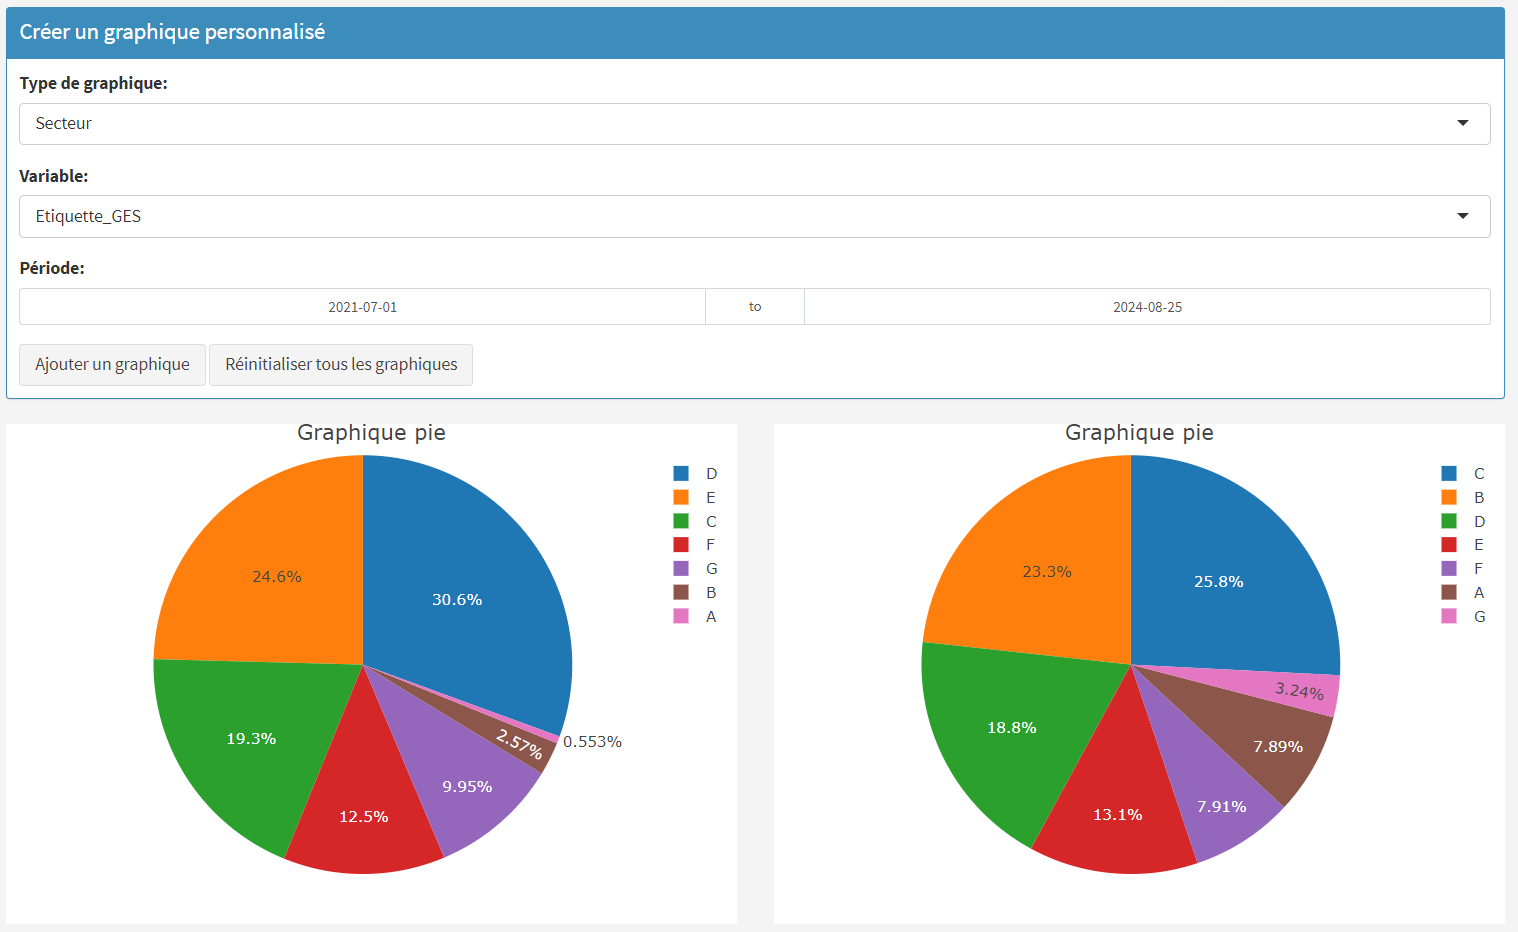 Créer un graphique personnalisé
Type de graphique:
Secteur
Variable:
Etiquette_GES
Période:
2021-07-01 to 2024-08-25
Ajouter un graphique Réinitialiser tous les graphiques
Graphique pie
D
E
C
F
G
B
A
24.6%
30.6%
19.3%
2.57%
0.553%
9.95%
12.5%
Graphique pie
C
B
D
E
F
A
G
23.3%
25.8%
3.24%
18.8%
7.89%
7.91%
13.1%